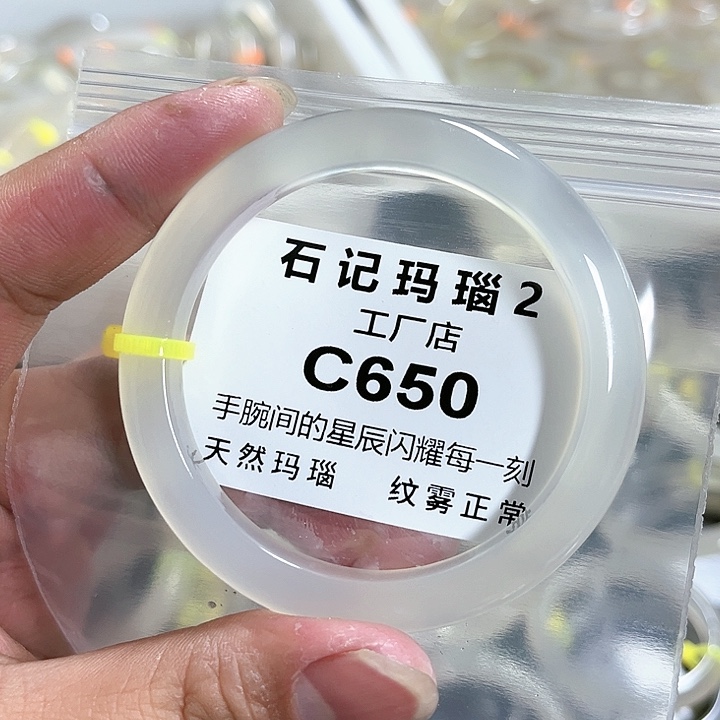 石记玛瑙2
工厂店
C650
手腕间的星辰闪耀每一刻
天然玛瑙 纹雾正常